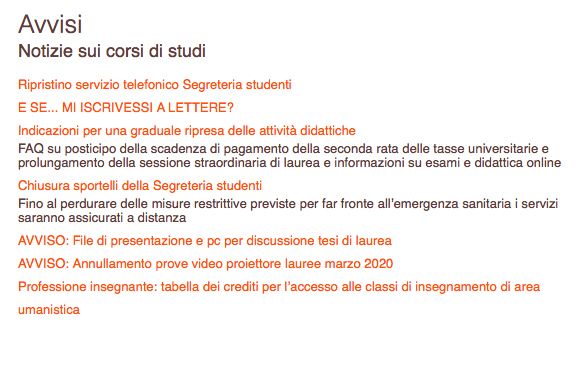 Avvisi
Notizie sui corsi di studi
Ripristino servizio telefonico Segreteria studenti
E SE... MI ISCRIVESSI A LETTERE?
Indicazioni per una graduale ripresa delle attività didattiche
FAQ su posticipo della scadenza di pagamento della seconda rata delle tasse universitarie e
prolungamento della sessione straordinaria di laurea e informazioni su esami e didattica online
Chiusura sportelli della Segreteria studenti
Fino al perdurare delle misure restrittive previste per far fronte all'emergenza sanitaria i servizi
saranno assicurati a distanza
AVVISO: File di presentazione e pc per discussione tesi di laurea
AVVISO: Annullamento prove video proiettore lauree marzo 2020
Professione insegnante: tabella dei crediti per l'accesso alle classi di insegnamento di area
umanistica